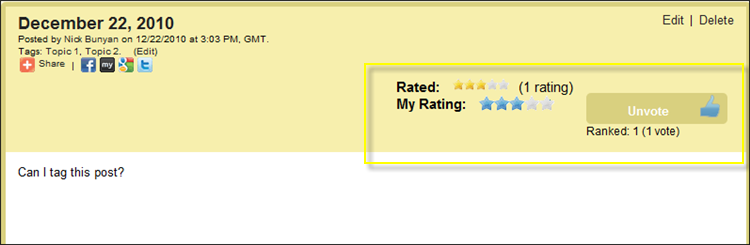 December 22, 2010
Edit | Delete
Posted by Nick Bunyan on 12/22/2010 at 3:03 PM, GMT.
Tags: Topic 1, Topic 2. (Edit)
Share | my
Rated: (1 rating)
My Rating:
Unvote
Ranked: 1 (1 vote)
Can I tag this post?